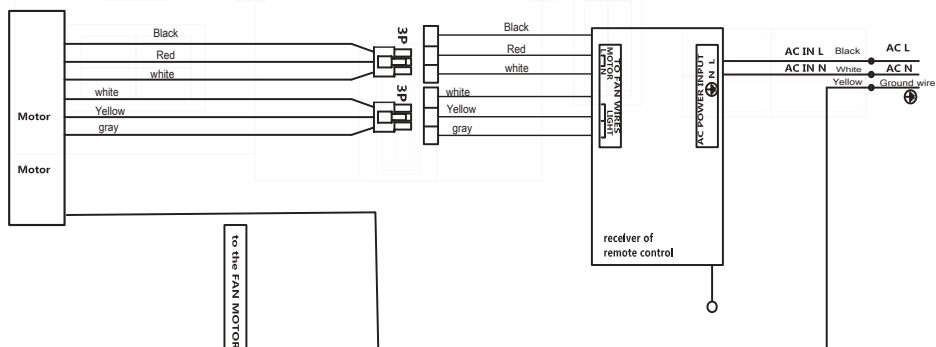 Black
Red
white
white
Yellow
gray
Motor
Motor
3P
3P
Black
Red
white
white
Yellow
gray
TO FAN WIRES
MOTOR
L L N
LIGHT
AC POWER INPUT
N L
receiver of
remote control
AC IN L Black AC L
AC IN N White AC N
Yellow Ground wire
to the FAN MOTOR